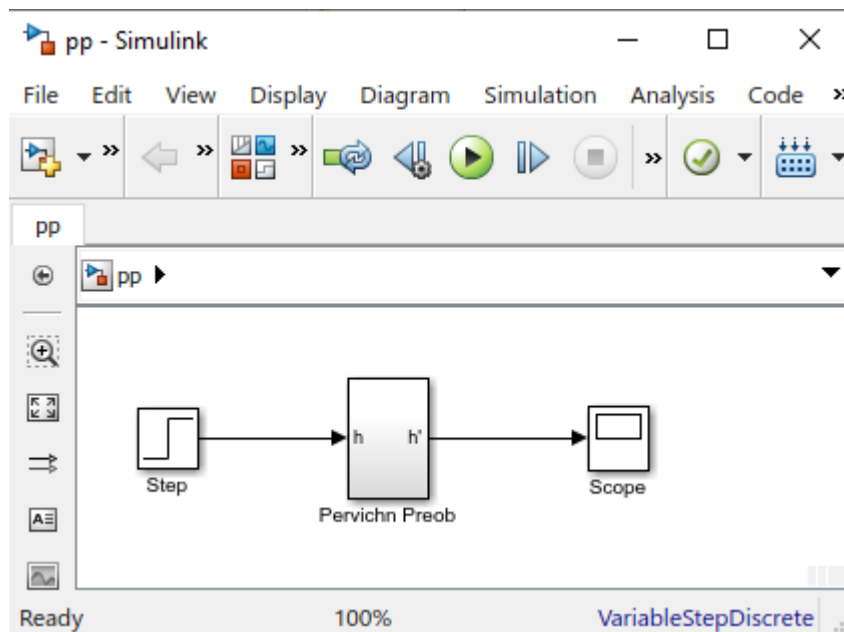 pp - Simulink
File Edit View Display Diagram Simulation Analysis Code »
pp
pp
h h'
Step
Pervichn Preob
Scope
Ready 100% VariableStepDiscrete